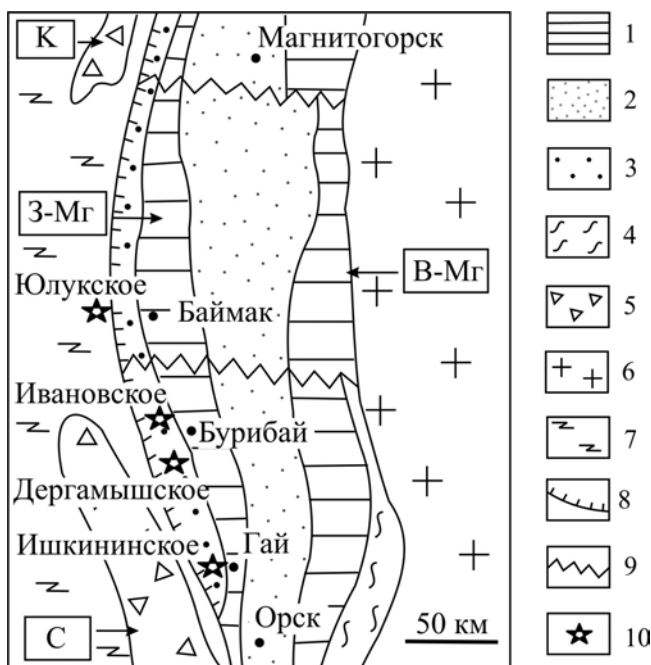 К
Магнитогорск
З-Мг
В-Мг
Юлукское
Баймак
Ивановское
Бурибай
Дергамышское
Ишкининское
Гай
С
Орск
50 км
1
2
3
4
5
6
7
8
9
10